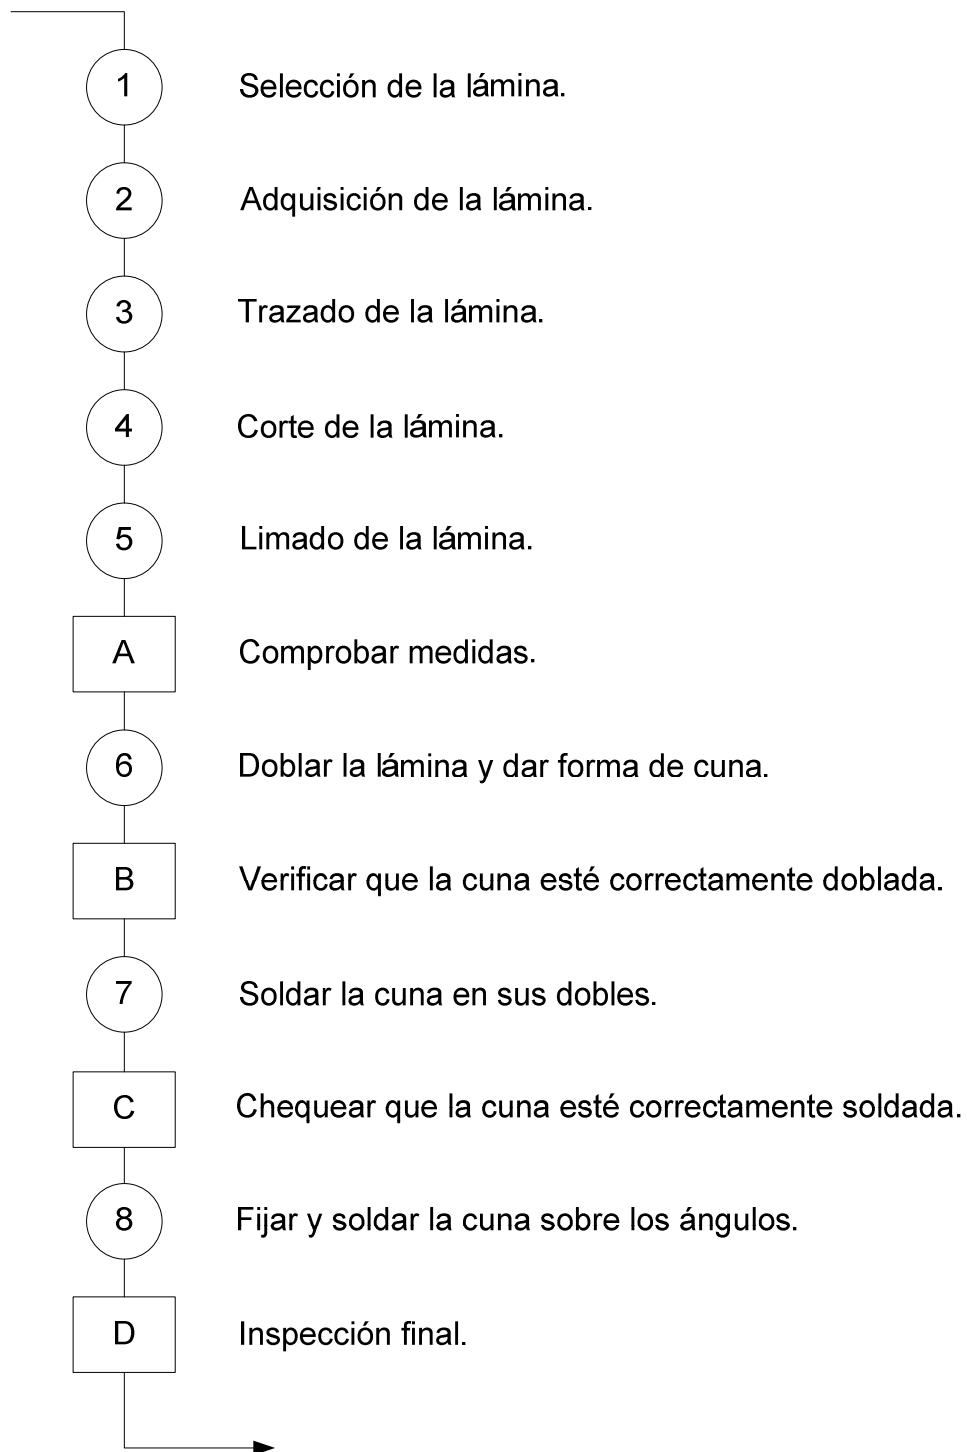 1 Selección de la lámina.
2 Adquisición de la lámina.
3 Trazado de la lámina.
4 Corte de la lámina.
5 Limado de la lámina.
A Comprobar medidas.
6 Doblar la lámina y dar forma de cuna.
B Verificar que la cuna esté correctamente doblada.
7 Soldar la cuna en sus dobles.
C Chequear que la cuna esté correctamente soldada.
8 Fijar y soldar la cuna sobre los ángulos.
D Inspección final.